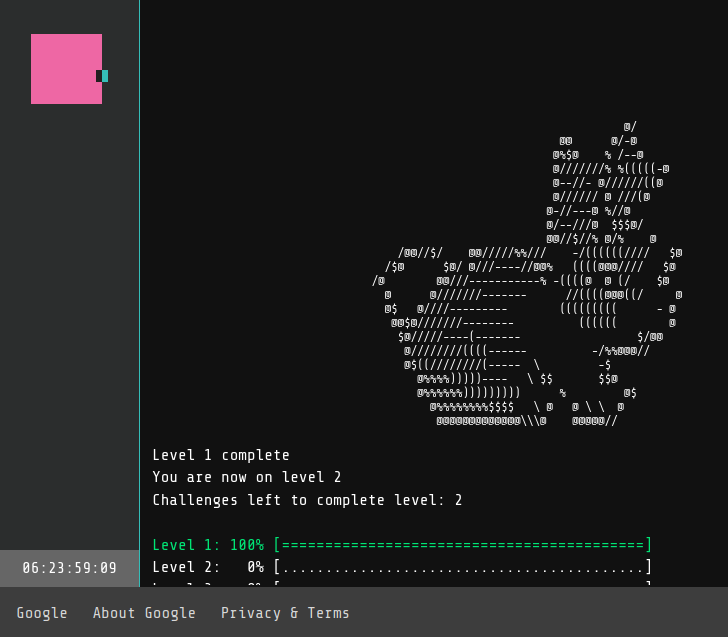 Level 1 complete
You are now on level 2
Challenges left to complete level: 2
Level 1: 100% [==========================================]
Level 2:   0% [..........................................]
06:23:59:09
Google   About Google   Privacy & Terms